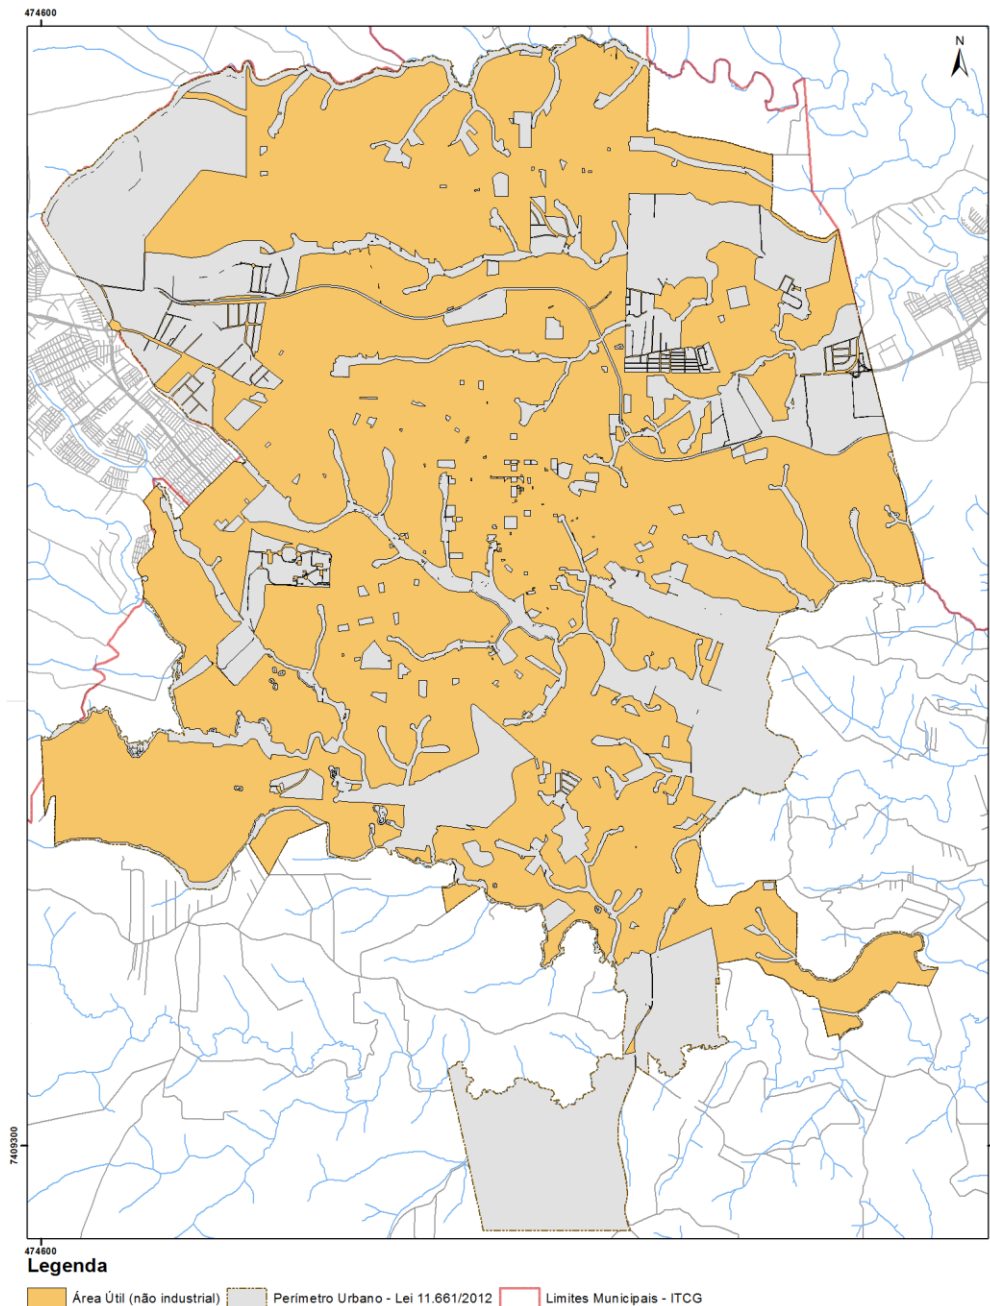 474600
N
7409300
474600
Legenda
Área Útil (não industrial) Perímetro Urbano - Lei 11.661/2012 Limites Municipais - ITCG